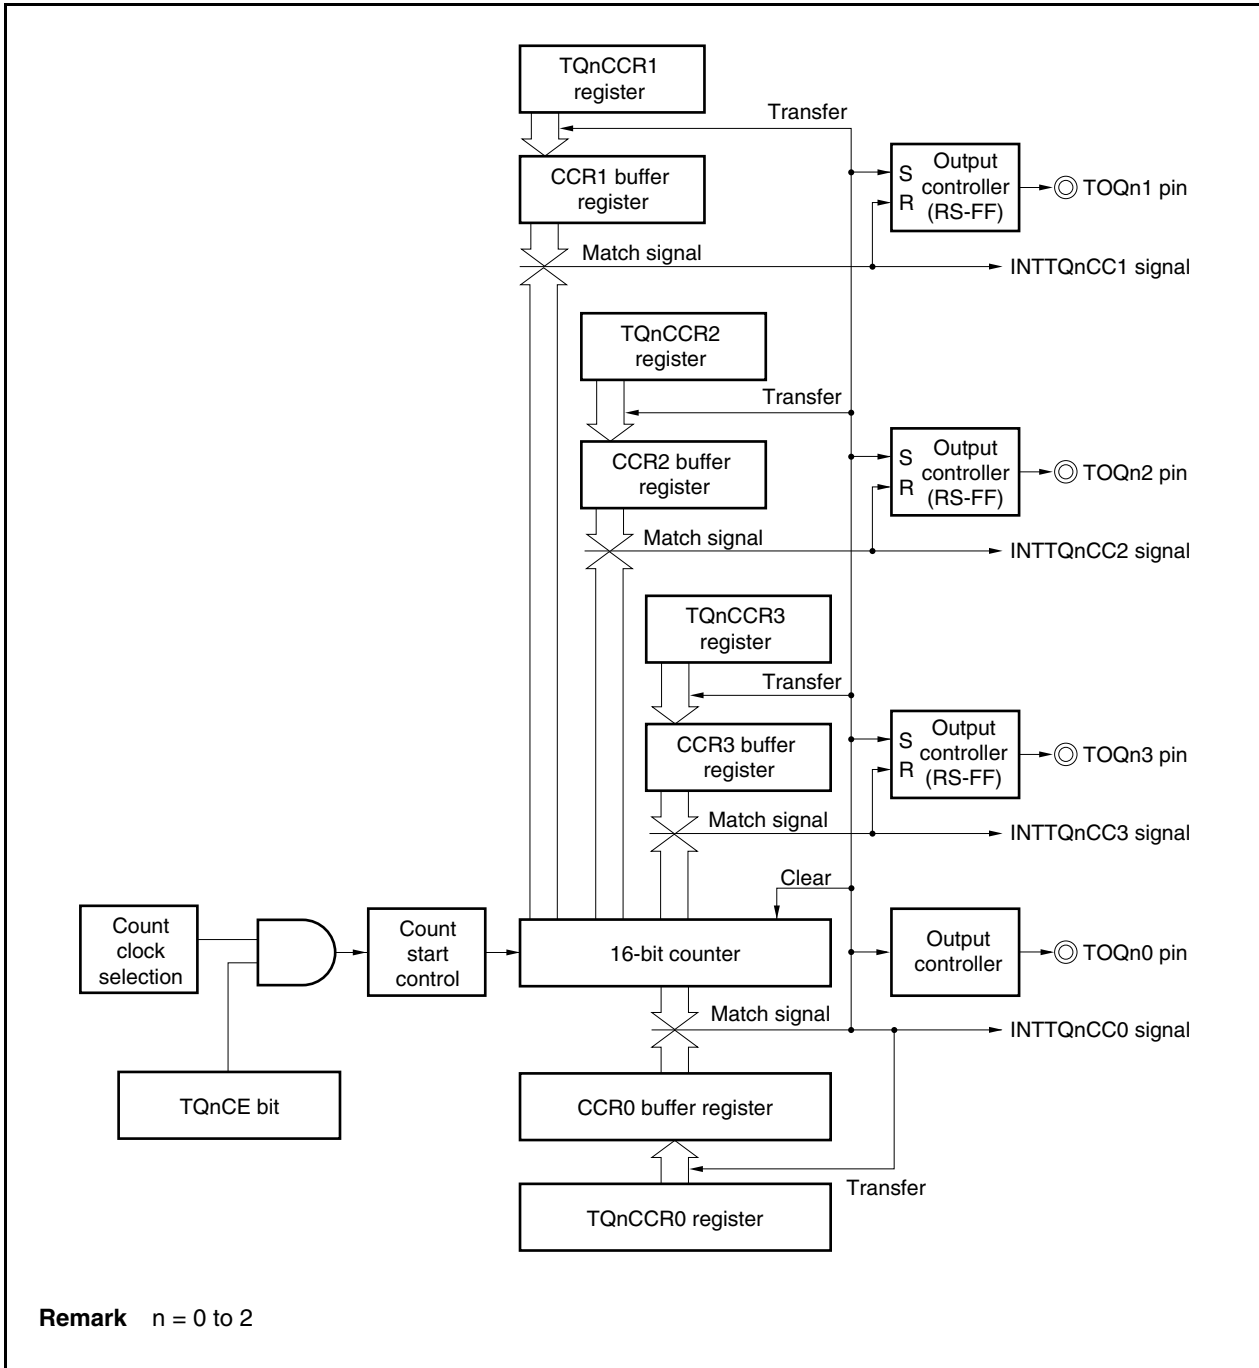 TQnCCR1
register
Transfer
CCR1 buffer
register
S
R
Output
controller
(RS-FF)
TOQn1 pin
Match signal
INTTQnCC1 signal
TQnCCR2
register
Transfer
CCR2 buffer
register
S
R
Output
controller
(RS-FF)
TOQn2 pin
Match signal
INTTQnCC2 signal
TQnCCR3
register
Transfer
CCR3 buffer
register
S
R
Output
controller
(RS-FF)
TOQn3 pin
Match signal
INTTQnCC3 signal
Clear
Count
clock
selection
Count
start
control
16-bit counter
Output
controller
TOQn0 pin
Match signal
INTTQnCC0 signal
TQnCE bit
CCR0 buffer register
Transfer
TQnCCR0 register
Remark n = 0 to 2